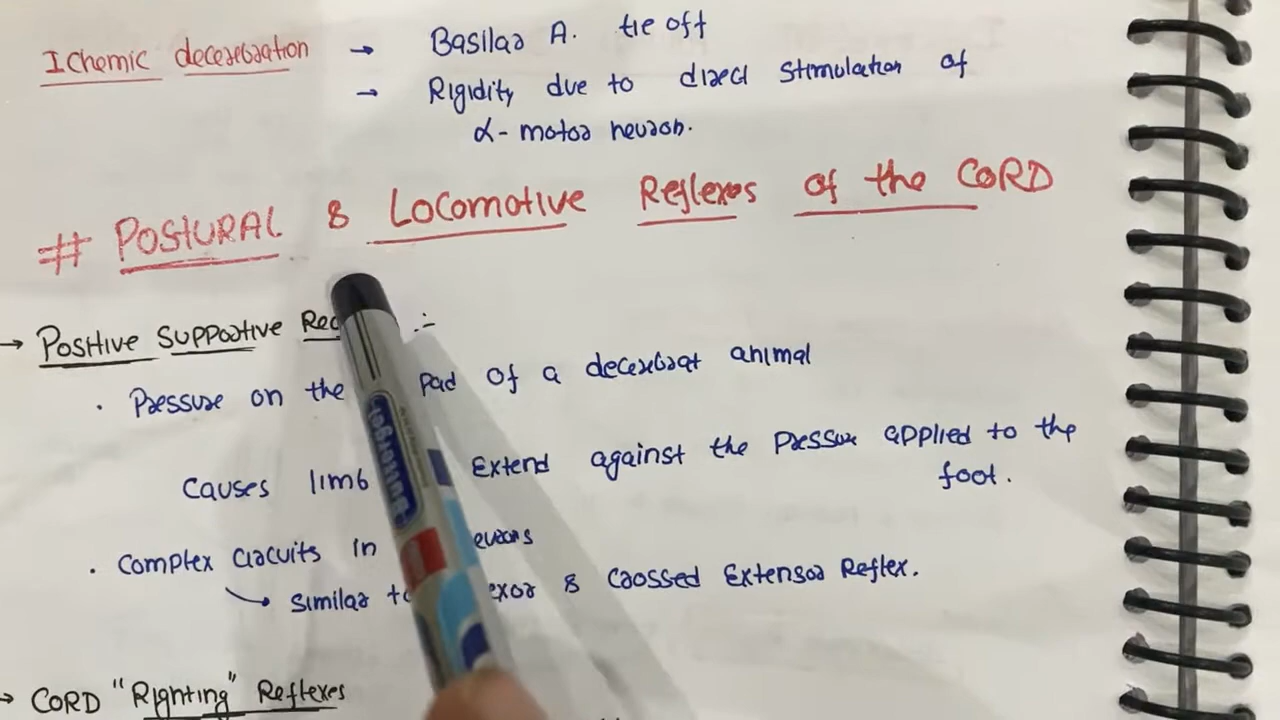 Ichemic decerebration → Basilar A. tie off
→ Rigidity due to direct stimulation of
α- motor neuron.
# POSTURAL & LOCOMOTIVE Reflexes of the CORD
→ Positive Supportive :-
• Pressure on the pad of a decerebrat animal
Causes limb Extend against the pressure applied to the
foot.
• Complex Circuits in
↳ Similar to & Crossed Extensor Reflex.
→ CORD "Righting" Reflexes